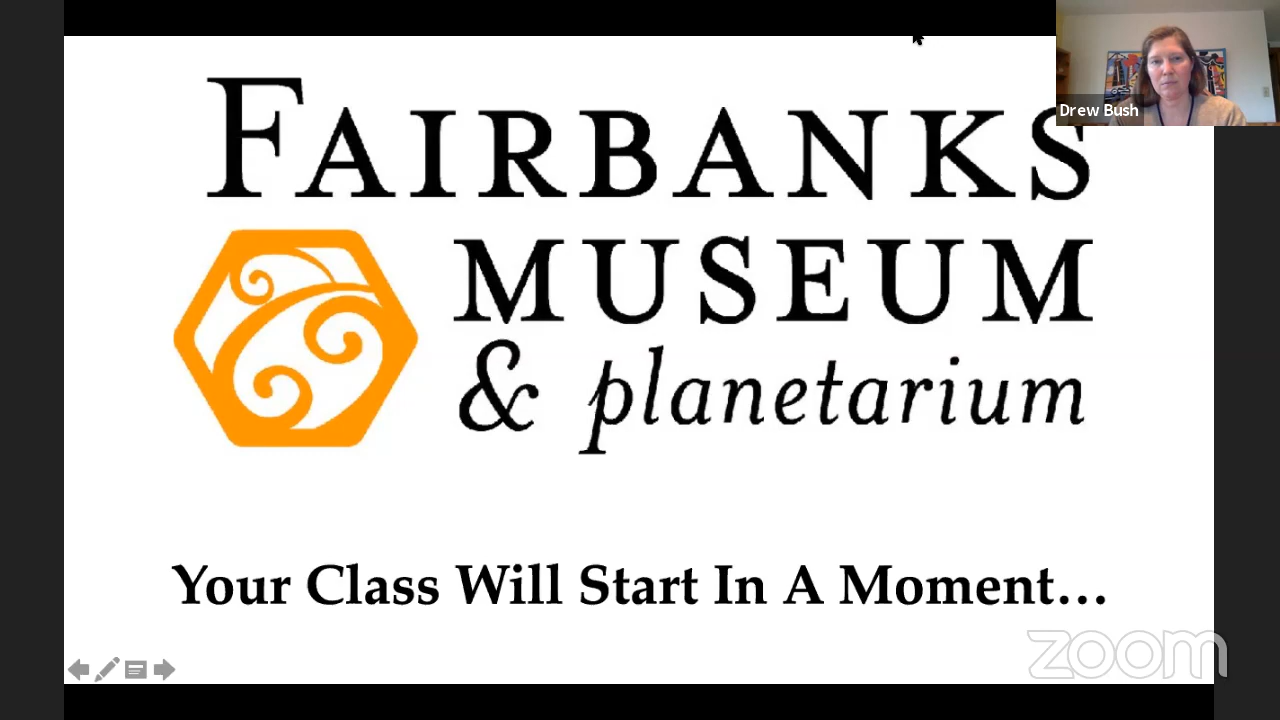 Drew Bush
FAIRBANKS
MUSEUM
& planetarium
Your Class Will Start In A Moment...
zoom